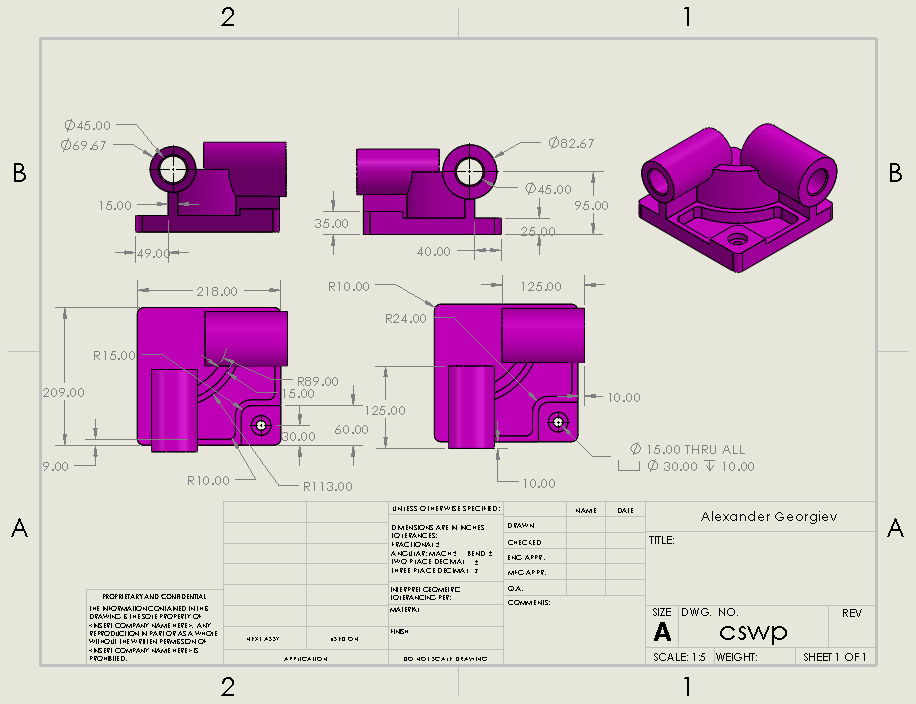 2 1
B B
Ø45.00
Ø69.67
15.00
49.00
Ø82.67
Ø45.00
95.00
35.00
25.00
40.00
218.00
R15.00
209.00
R89.00
15.00
60.00
30.00
9.00
R10.00
R113.00
R10.00
125.00
R24.00
125.00
10.00
10.00
Ø 15.00 THRU ALL
⌴ Ø 30.00 ↧ 10.00
A A
UNLESS OTHERWISE SPECIFIED:
DIMENSIONS ARE IN INCHES
TOLERANCES:
FRACTIONAL ±
ANGULAR: MACH ± BEND ±
TWO PLACE DECIMAL ±
THREE PLACE DECIMAL ±
INTERPRET GEOMETRIC
TOLERANCING PER:
MATERIAL
FINISH
DO NOT SCALE DRAWING
NAME DATE
DRAWN
CHECKED
ENG APPR.
MFG APPR.
Q.A.
COMMENTS:
Alexander Georgiev
TITLE:
SIZE DWG. NO. REV
A cswp
SCALE: 1:5 WEIGHT: SHEET 1 OF 1
PROPRIETARY AND CONFIDENTIAL
THE INFORMATION CONTAINED IN THIS
DRAWING IS THE SOLE PROPERTY OF
<INSERT COMPANY NAME HERE>. ANY
REPRODUCTION IN PART OR AS A WHOLE
WITHOUT THE WRITTEN PERMISSION OF
<INSERT COMPANY NAME HERE> IS
PROHIBITED.
NEXT ASSY USED ON
APPLICATION
2 1